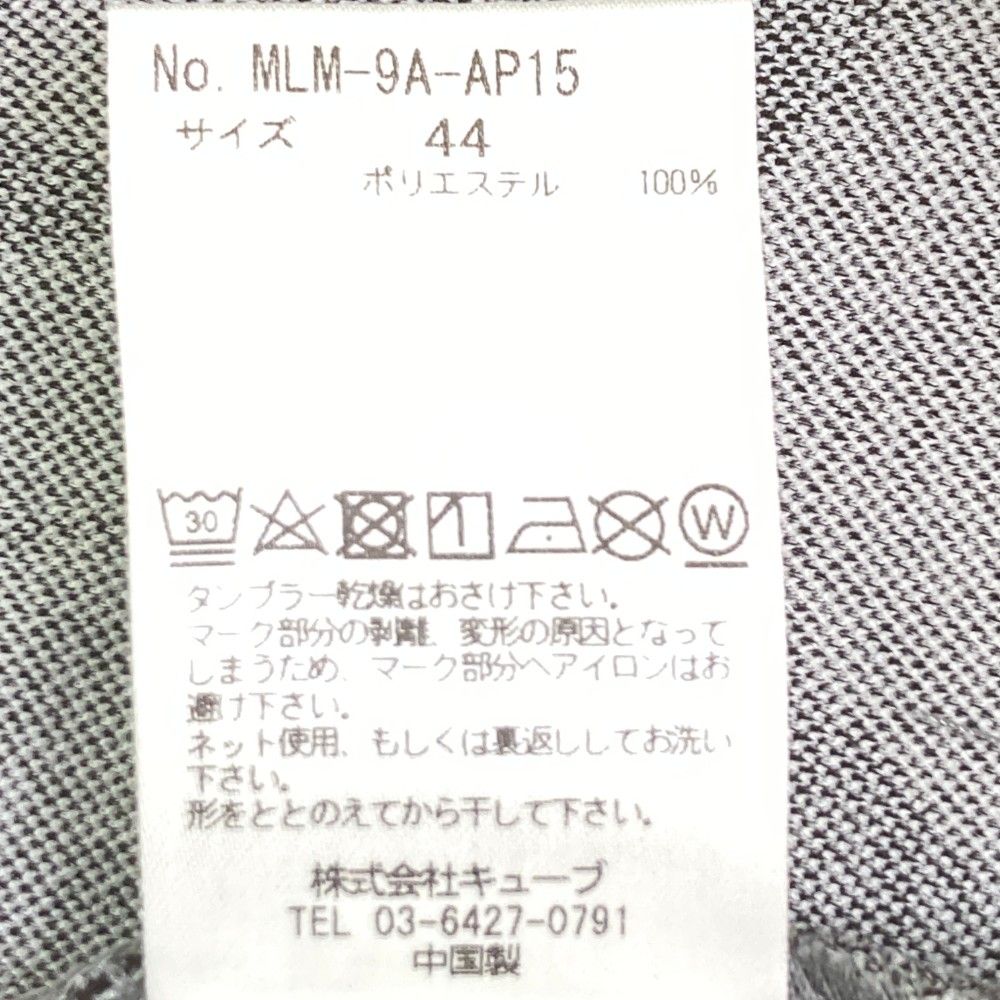 No. MLM-9A-AP15
サイズ 44
ポリエステル 100%
30
W
タンブラー乾燥はおさけ下さい。
マーク部分の剥離、変形の原因となって
しまうため、マーク部分へアイロンはお
避け下さい。
ネット使用、もしくは裏返ししてお洗い
下さい。
形をととのえてから干して下さい。
株式会社キューブ
TEL 03-6427-0791
中国製